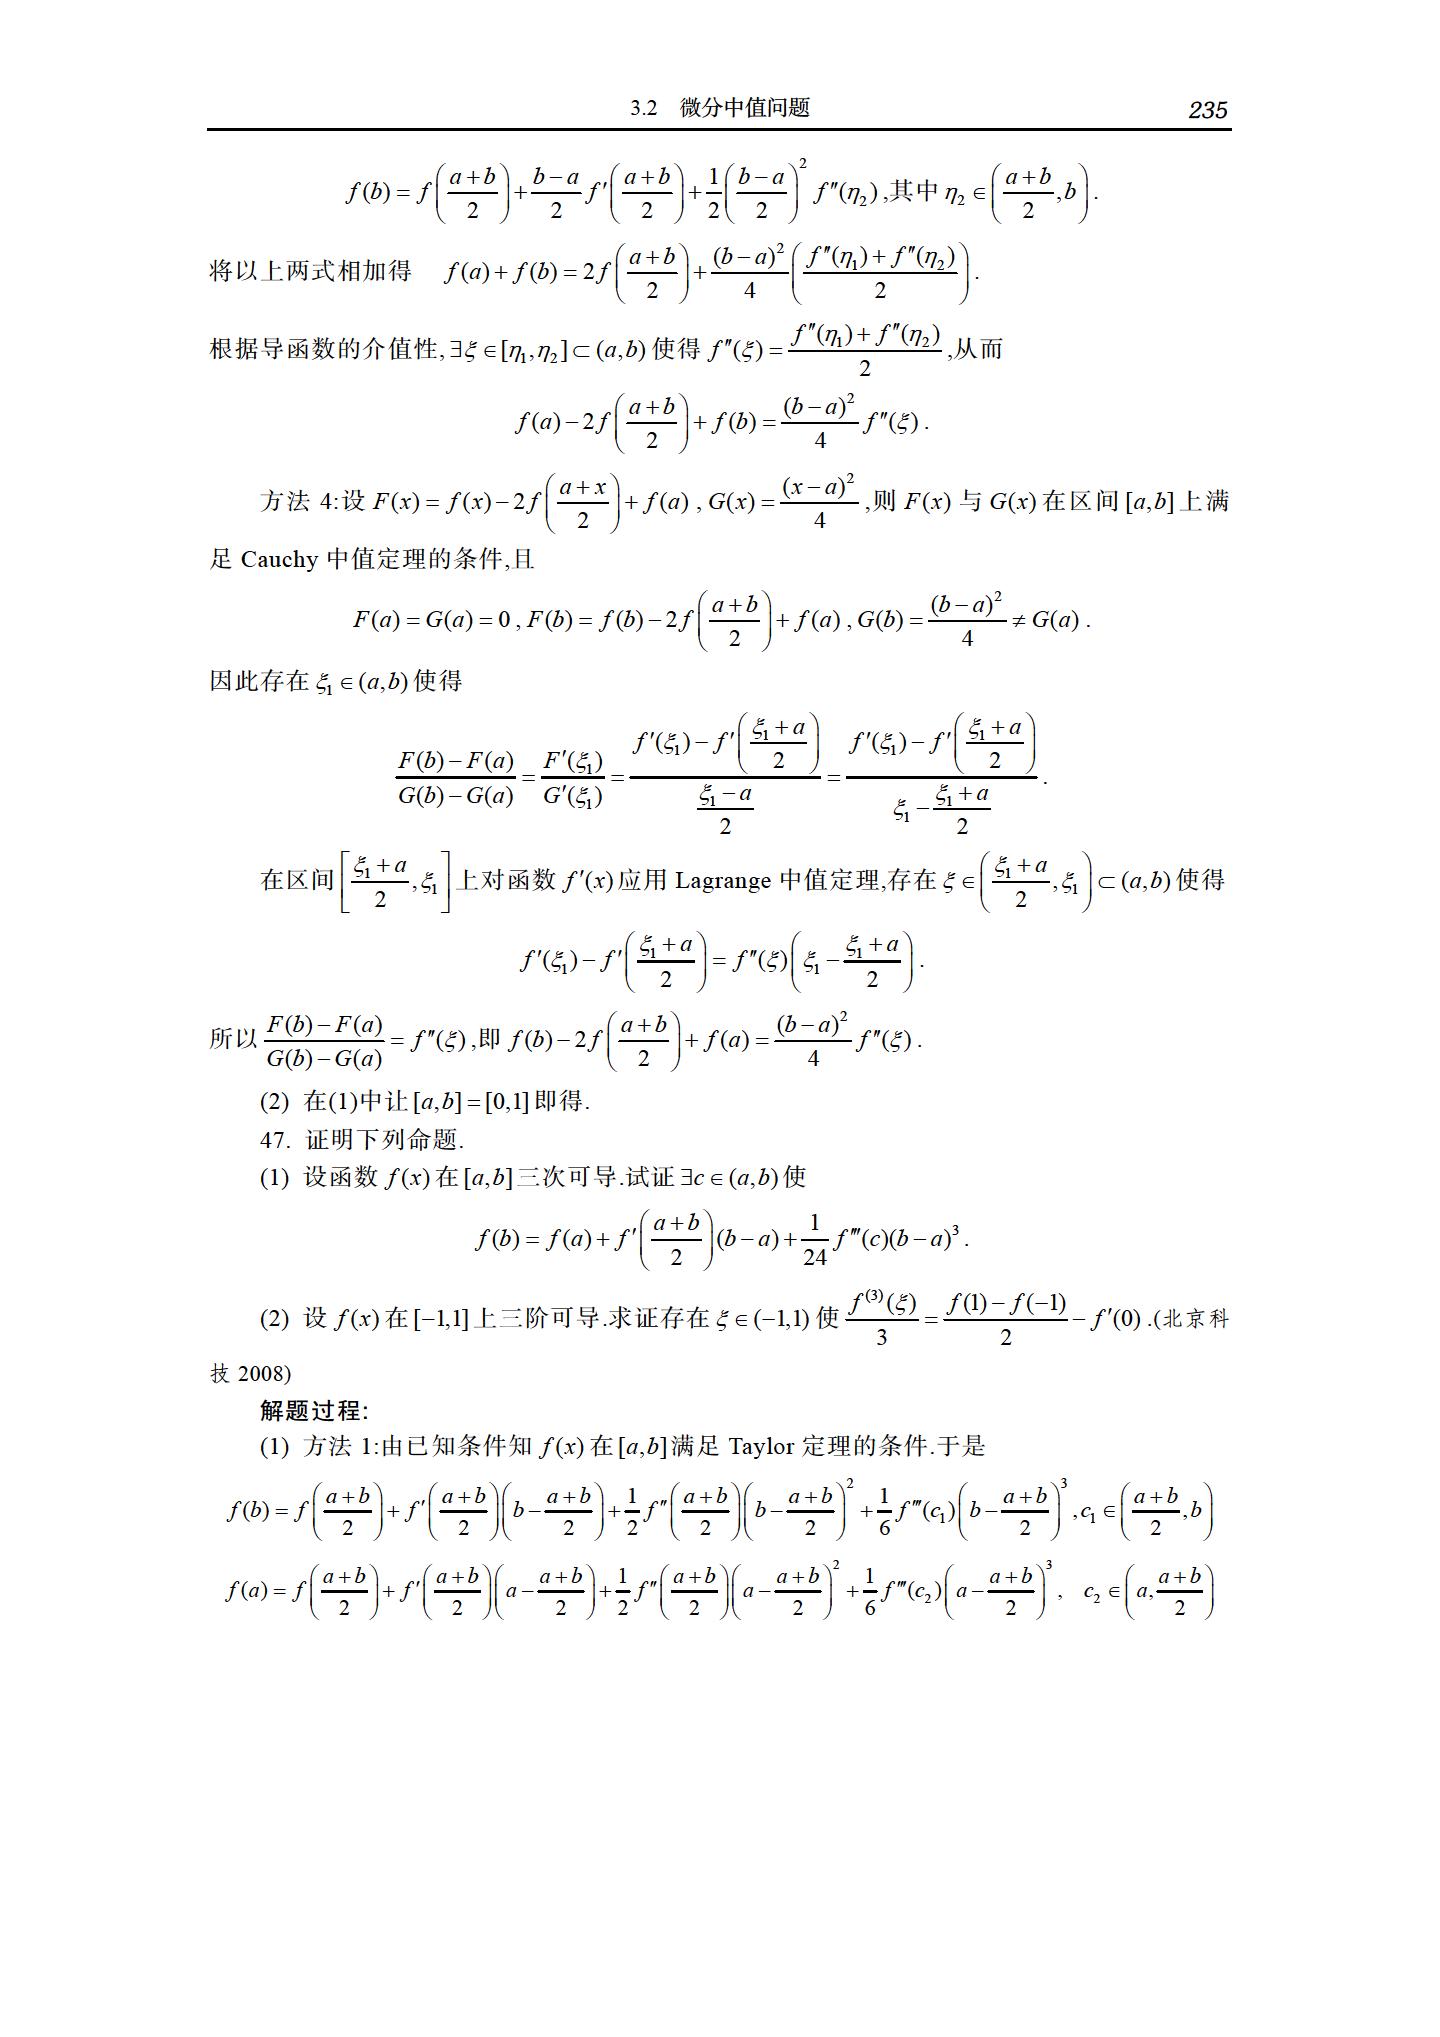 3.2 微分中值问题 235
$f(b)=f\left(\frac{a+b}{2}\right)+\frac{b-a}{2}f'\left(\frac{a+b}{2}\right)+\frac{1}{2}\left(\frac{b-a}{2}\right)^2 f''(\eta_2)$,其中$\eta_2\in\left(\frac{a+b}{2},b\right)$.
将以上两式相加得 $f(a)+f(b)=2f\left(\frac{a+b}{2}\right)+\frac{(b-a)^2}{4}\left(\frac{f''(\eta_1)+f''(\eta_2)}{2}\right)$.
根据导函数的介值性,$\exists\xi\in[\eta_1,\eta_2]\subset(a,b)$使得$f''(\xi)=\frac{f''(\eta_1)+f''(\eta_2)}{2}$,从而
$f(a)-2f\left(\frac{a+b}{2}\right)+f(b)=\frac{(b-a)^2}{4}f''(\xi)$.
方法 4:设$F(x)=f(x)-2f\left(\frac{a+x}{2}\right)+f(a)$,$G(x)=\frac{(x-a)^2}{4}$,则$F(x)$与$G(x)$在区间$[a,b]$上满
足 Cauchy 中值定理的条件,且
$F(a)=G(a)=0$,$F(b)=f(b)-2f\left(\frac{a+b}{2}\right)+f(a)$,$G(b)=\frac{(b-a)^2}{4}\neq G(a)$.
因此存在$\xi_1\in(a,b)$使得
$\frac{F(b)-F(a)}{G(b)-G(a)}=\frac{F'(\xi_1)}{G'(\xi_1)}=\frac{f'(\xi_1)-f'\left(\frac{\xi_1+a}{2}\right)}{\frac{\xi_1-a}{2}}=\frac{f'(\xi_1)-f'\left(\frac{\xi_1+a}{2}\right)}{\xi_1-\frac{\xi_1+a}{2}}$.
在区间$\left[\frac{\xi_1+a}{2},\xi_1\right]$上对函数$f'(x)$应用 Lagrange 中值定理,存在$\xi\in\left(\frac{\xi_1+a}{2},\xi_1\right)\subset(a,b)$使得
$f'(\xi_1)-f'\left(\frac{\xi_1+a}{2}\right)=f''(\xi)\left(\xi_1-\frac{\xi_1+a}{2}\right)$.
所以$\frac{F(b)-F(a)}{G(b)-G(a)}=f''(\xi)$,即$f(b)-2f\left(\frac{a+b}{2}\right)+f(a)=\frac{(b-a)^2}{4}f''(\xi)$.
(2) 在(1)中让$[a,b]=[0,1]$即得.
47. 证明下列命题.
(1) 设函数$f(x)$在$[a,b]$三次可导.试证$\exists c\in(a,b)$使
$f(b)=f(a)+f'\left(\frac{a+b}{2}\right)(b-a)+\frac{1}{24}f'''(c)(b-a)^3$.
(2) 设$f(x)$在$[-1,1]$上三阶可导.求证存在$\xi\in(-1,1)$使$\frac{f^{(3)}(\xi)}{3}=\frac{f(1)-f(-1)}{2}-f'(0)$.(北京科
技 2008)
解题过程:
(1) 方法 1:由已知条件知$f(x)$在$[a,b]$满足 Taylor 定理的条件.于是
$f(b)=f\left(\frac{a+b}{2}\right)+f'\left(\frac{a+b}{2}\right)\left(b-\frac{a+b}{2}\right)+\frac{1}{2}f''\left(\frac{a+b}{2}\right)\left(b-\frac{a+b}{2}\right)^2+\frac{1}{6}f'''(c_1)\left(b-\frac{a+b}{2}\right)^3$,$c_1\in\left(\frac{a+b}{2},b\right)$
$f(a)=f\left(\frac{a+b}{2}\right)+f'\left(\frac{a+b}{2}\right)\left(a-\frac{a+b}{2}\right)+\frac{1}{2}f''\left(\frac{a+b}{2}\right)\left(a-\frac{a+b}{2}\right)^2+\frac{1}{6}f'''(c_2)\left(a-\frac{a+b}{2}\right)^3$, $c_2\in\left(a,\frac{a+b}{2}\right)$